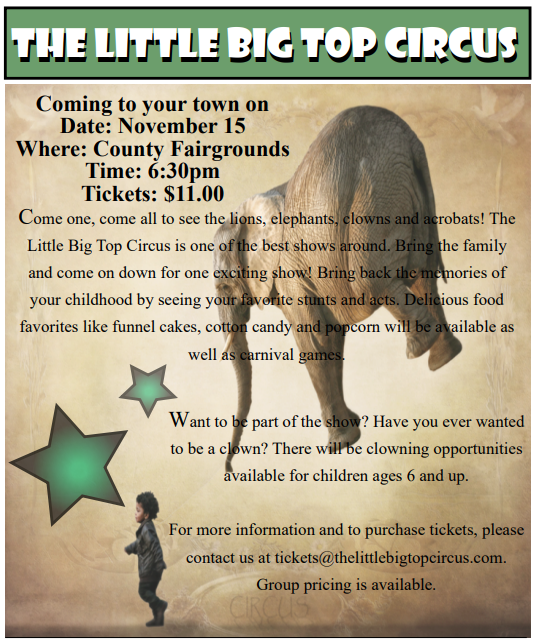 THE LITTLE BIG TOP CIRCUS
Coming to your town on
Date: November 15
Where: County Fairgrounds
Time: 6:30pm
Tickets: $11.00
Come one, come all to see the lions, elephants, clowns and acrobats! The
Little Big Top Circus is one of the best shows around. Bring the family
and come on down for one exciting show! Bring back the memories of
your childhood by seeing your favorite stunts and acts. Delicious food
favorites like funnel cakes, cotton candy and popcorn will be available as
well as carnival games.
Want to be part of the show? Have you ever wanted
to be a clown? There will be clowning opportunities
available for children ages 6 and up.
For more information and to purchase tickets, please
contact us at tickets@thelittlebigtopcircus.com.
Group pricing is available.
CIRCUS